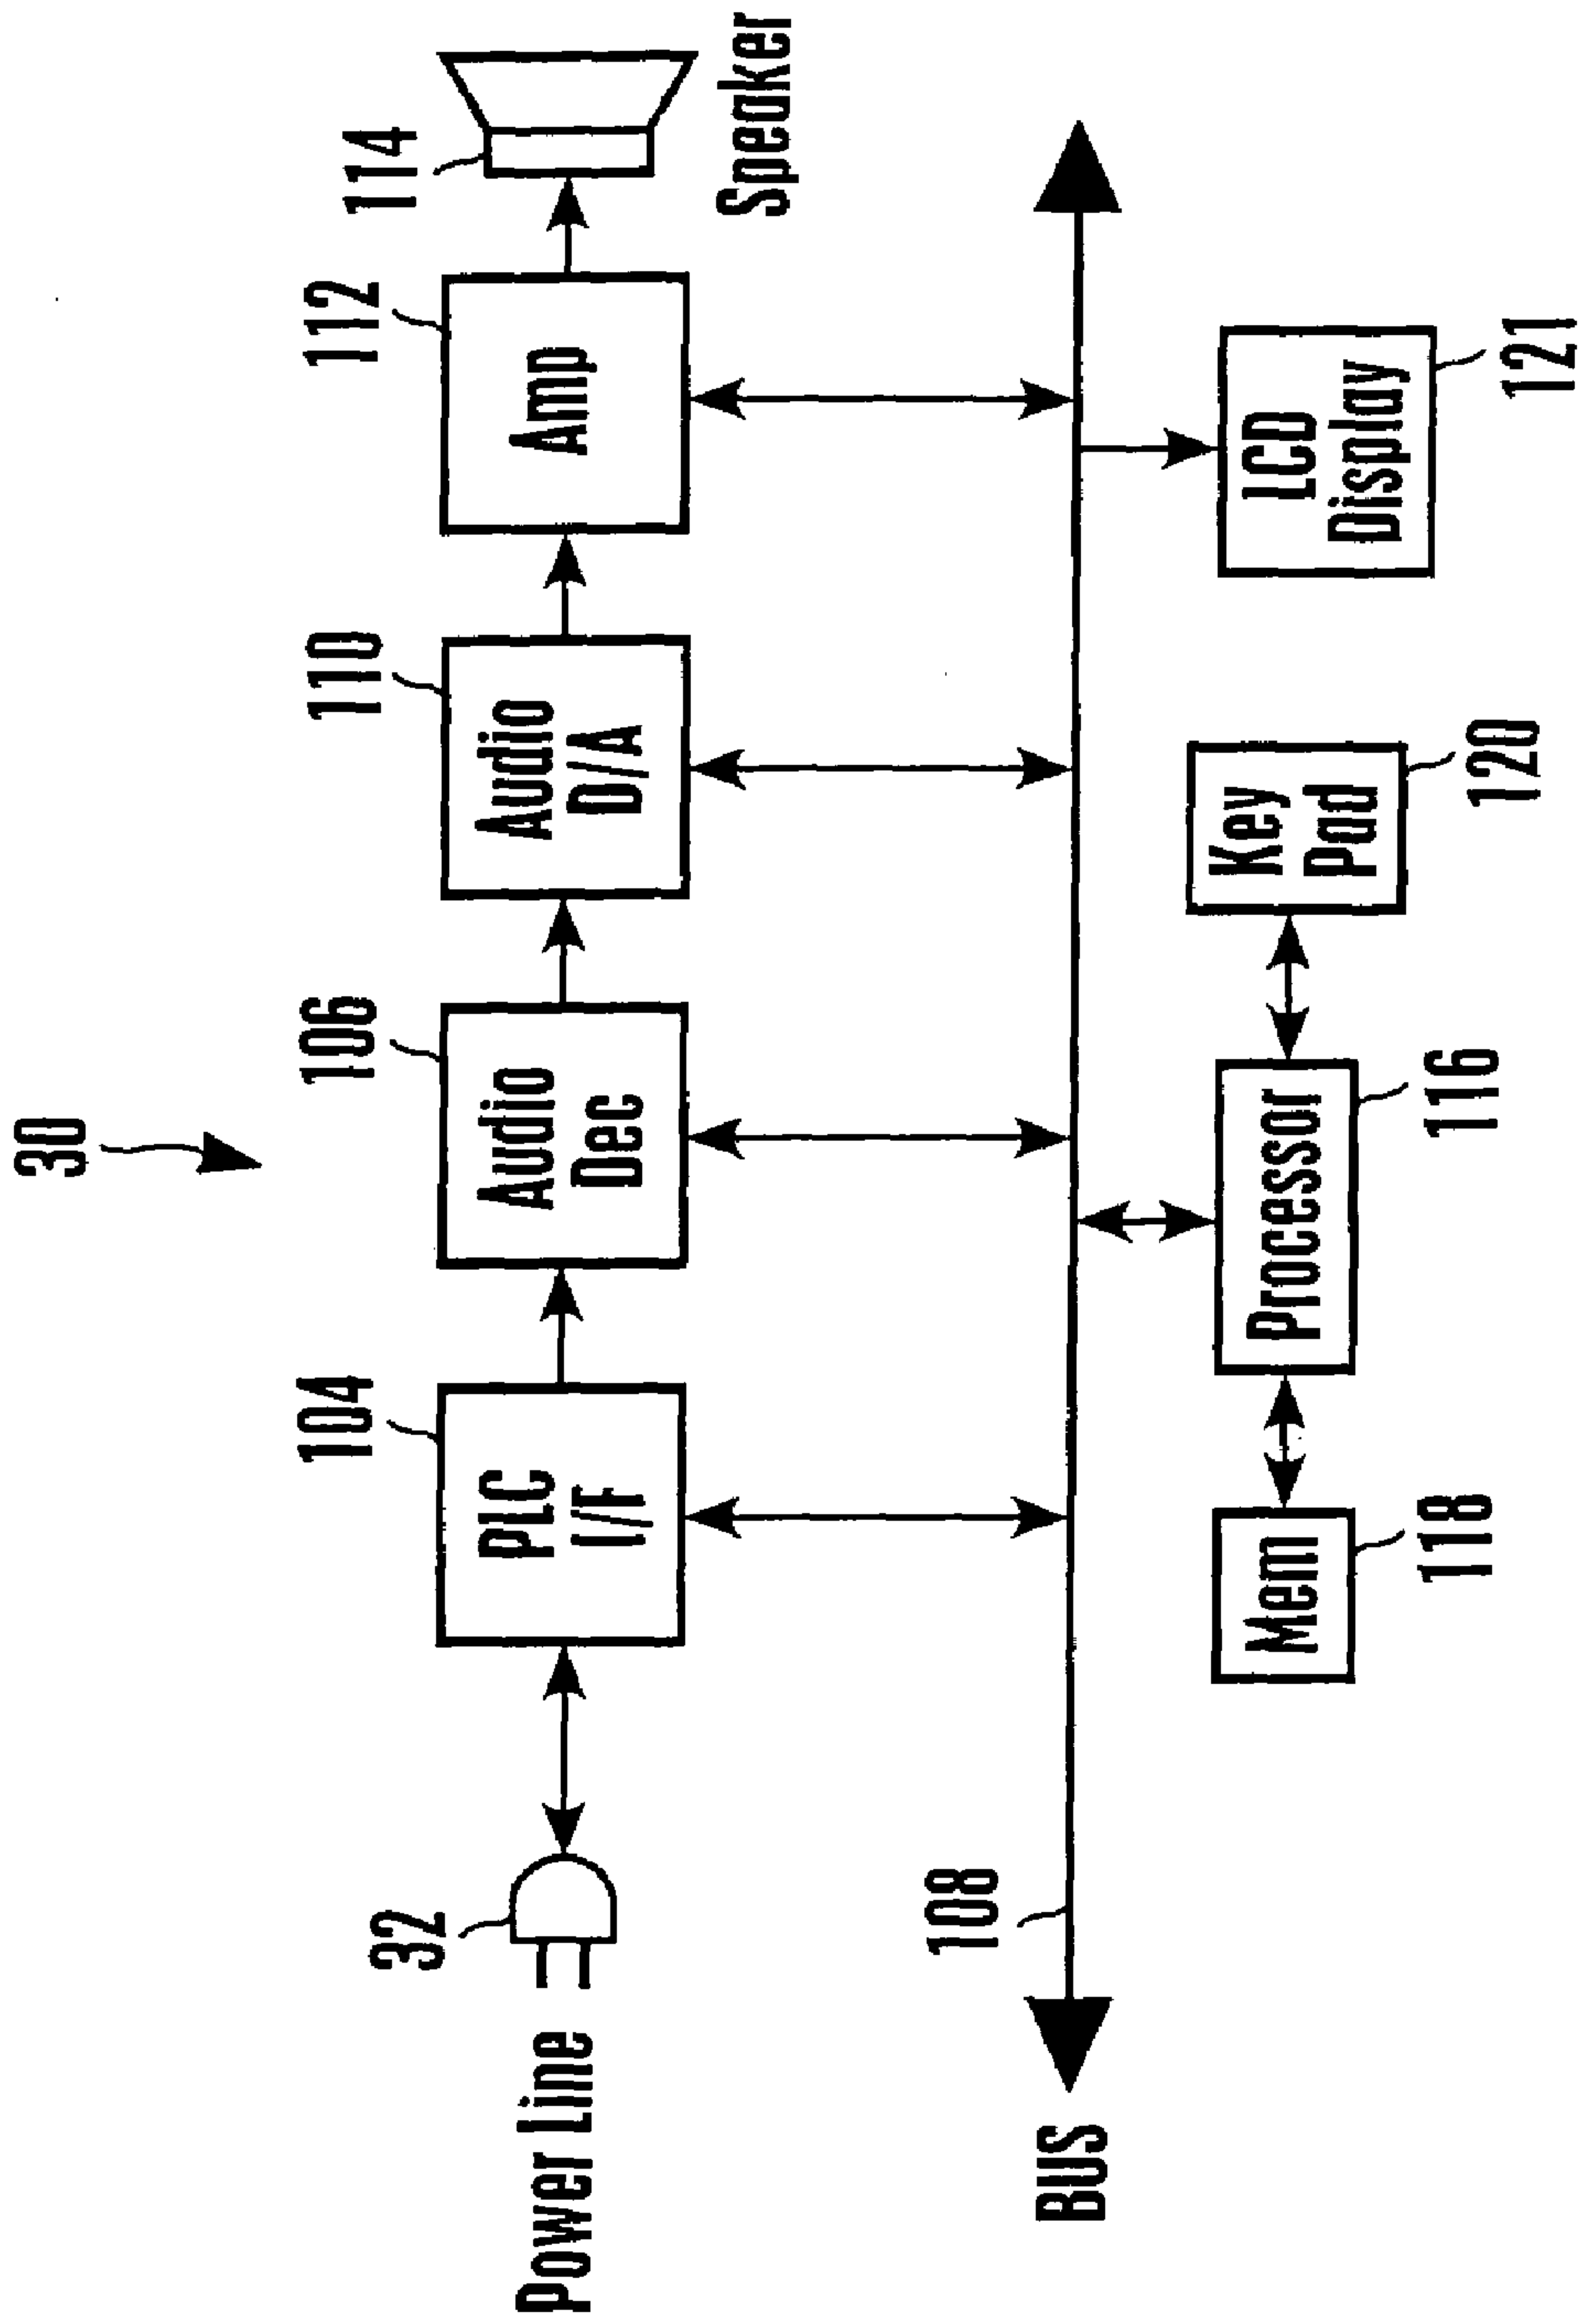 30
104
106
110
112
114
32
Power Line
PLC
I/F
Audio
Dec
Audio
D/A
Amp
Speaker
108
BUS
Mem
118
Processor
116
Key
Pad
120
LCD
Display
121